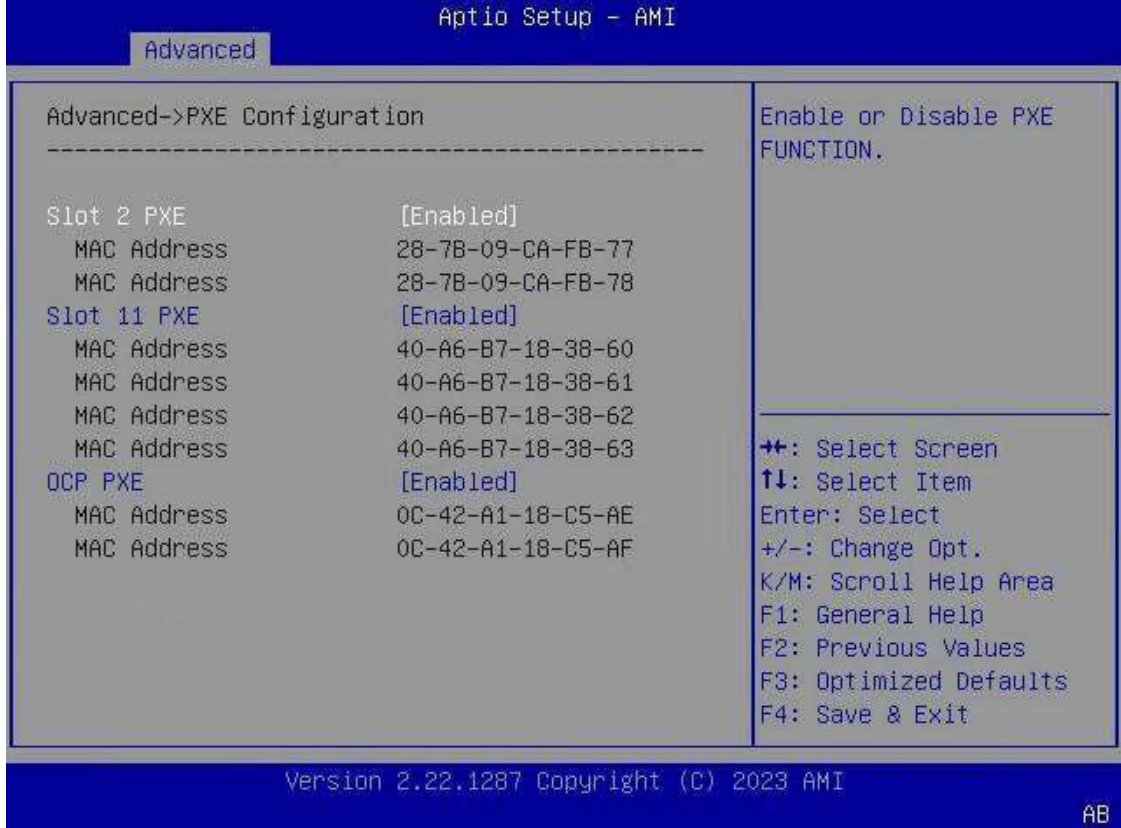 Aptio Setup – AMI
Advanced
Advanced->PXE Configuration
-----------------------------------------------
Slot 2 PXE [Enabled]
MAC Address 28-7B-09-CA-FB-77
MAC Address 28-7B-09-CA-FB-78
Slot 11 PXE [Enabled]
MAC Address 40-A6-B7-18-38-60
MAC Address 40-A6-B7-18-38-61
MAC Address 40-A6-B7-18-38-62
MAC Address 40-A6-B7-18-38-63
OCP PXE [Enabled]
MAC Address 0C-42-A1-18-C5-AE
MAC Address 0C-42-A1-18-C5-AF
Enable or Disable PXE
FUNCTION.
→←: Select Screen
↑↓: Select Item
Enter: Select
+/-: Change Opt.
K/M: Scroll Help Area
F1: General Help
F2: Previous Values
F3: Optimized Defaults
F4: Save & Exit
Version 2.22.1287 Copyright (C) 2023 AMI
AB